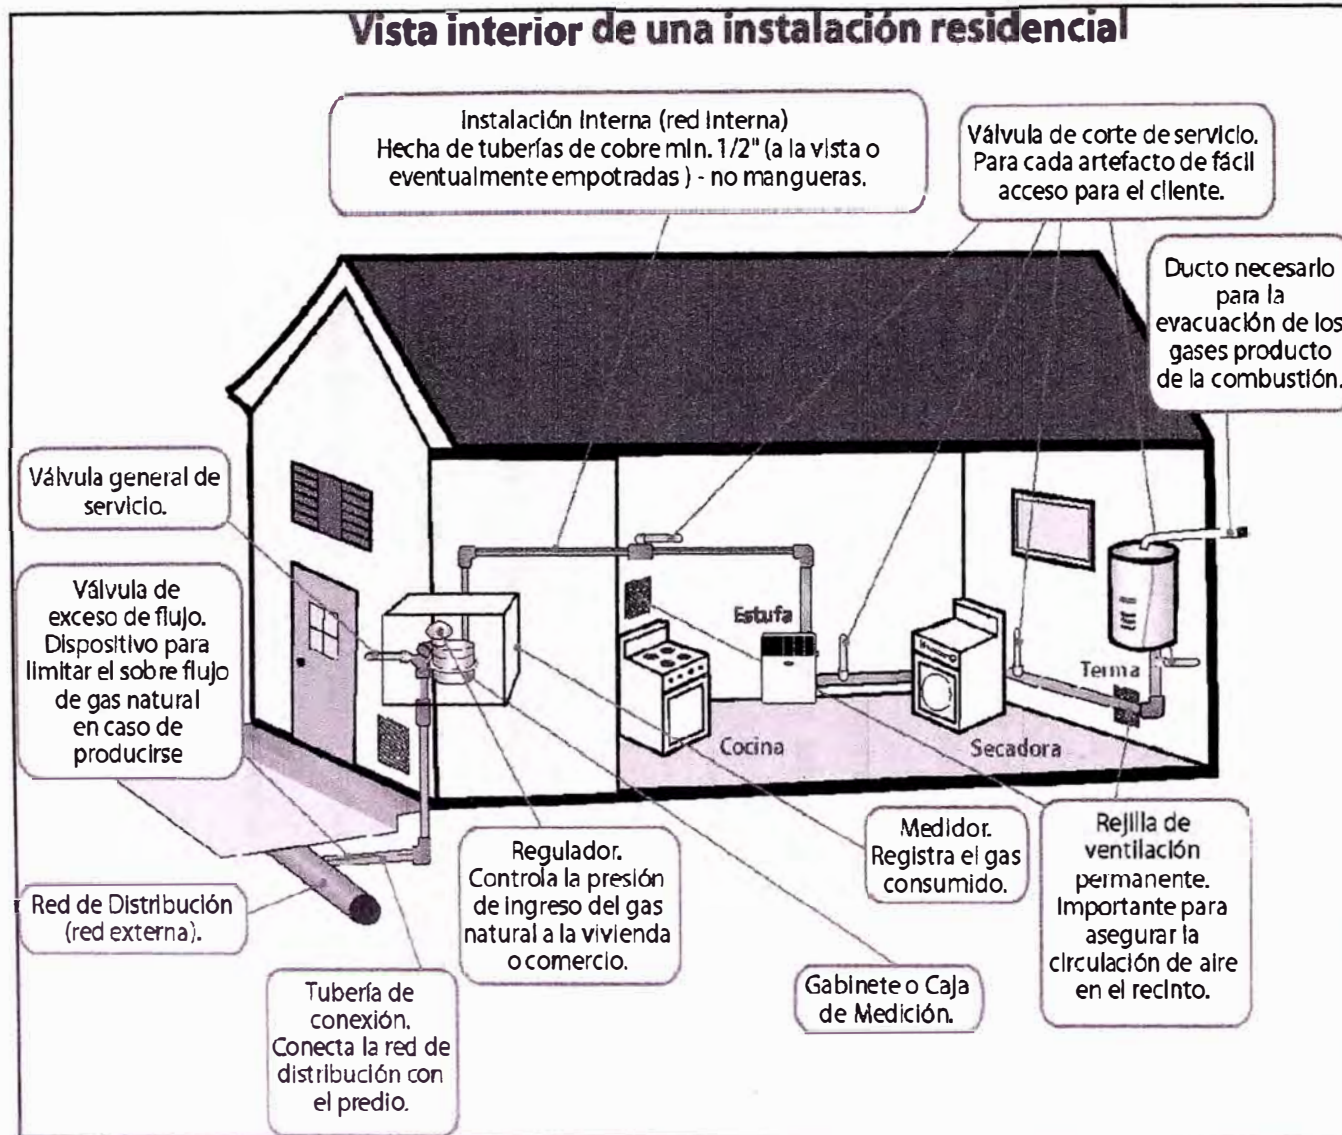 Vista interior de una instalación residencial
Instalación Interna (red Interna)
Hecha de tuberías de cobre mIn. 1/2" (a la vista o
eventualmente empotradas ) - no mangueras.
Válvula de corte de servicio.
Para cada artefacto de fácil
acceso para el cliente.
Ducto necesario
para la
evacuación de los
gases producto
de la combustión.
Válvula general de
servicio.
Válvula de
exceso de flujo.
Dispositivo para
limitar el sobre flujo
de gas natural
en caso de
producirse
Estufa
Terma
Cocina
Secadora
Red de Distribución
(red externa).
Tubería de
conexión.
Conecta la red de
distribución con
el predio.
Regulador.
Controla la presión
de ingreso del gas
natural a la vivienda
o comercio.
Medidor.
Registra el gas
consumido.
Gabinete o Caja
de Medición.
Rejilla de
ventilación
permanente.
Importante para
asegurar la
circulación de aire
en el recinto.